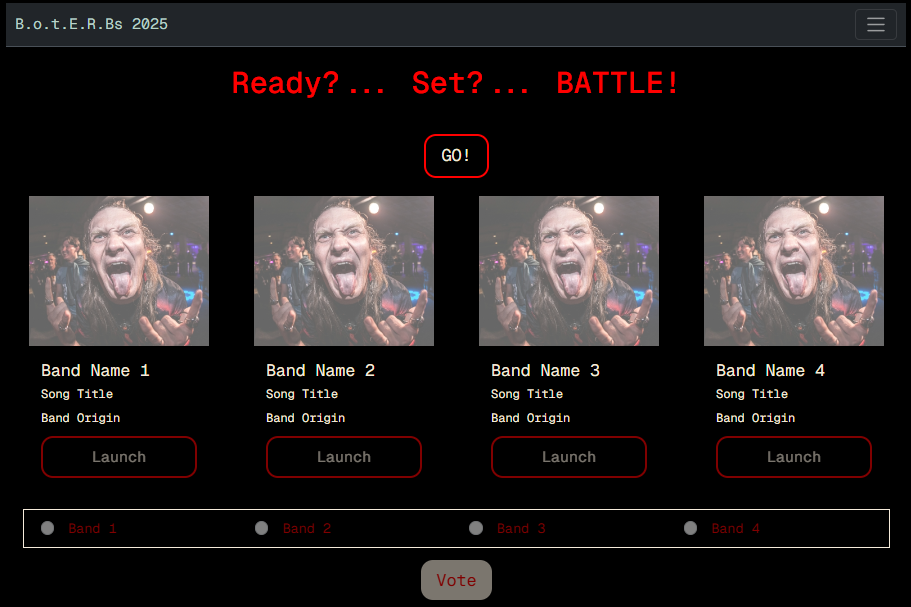 B.o.t.E.R.Bs 2025
Ready?... Set?... BATTLE!
GO!
Band Name 1
Song Title
Band Origin
Launch
Band Name 2
Song Title
Band Origin
Launch
Band Name 3
Song Title
Band Origin
Launch
Band Name 4
Song Title
Band Origin
Launch
Band 1 Band 2 Band 3 Band 4
Vote